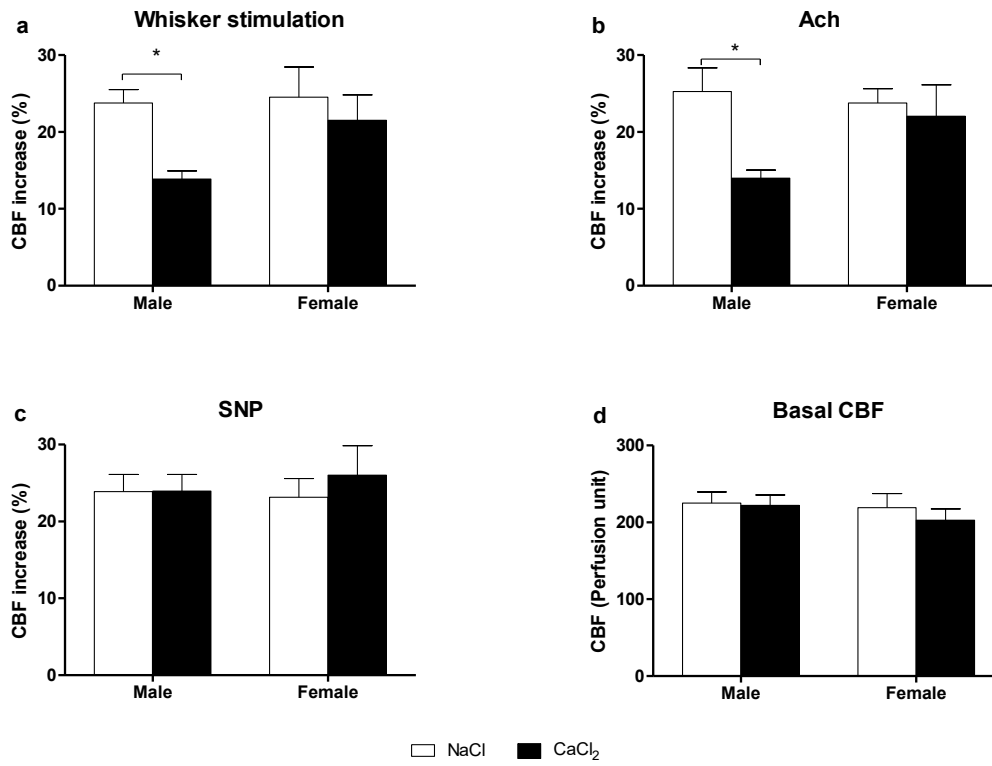 a
Whisker stimulation
*
CBF increase (%)
30
20
10
0
Male
Female
b
Ach
*
CBF increase (%)
30
20
10
0
Male
Female
c
SNP
CBF increase (%)
30
20
10
0
Male
Female
d
Basal CBF
CBF (Perfusion unit)
300
200
100
0
Male
Female
NaCl
CaCl₂